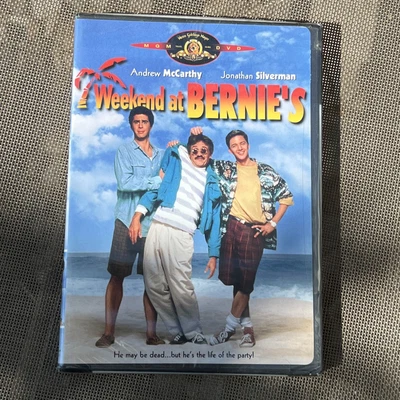 MGM DVD
Andrew McCarthy Jonathan Silverman
Weekend at
BERNIE'S
He may be dead...but he's the life of the party!